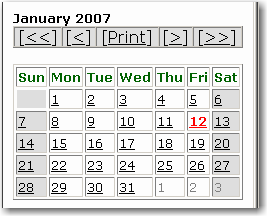 January 2007
[<<] [<] [Print] [>] [>>]
Sun Mon Tue Wed Thu Fri Sat
1 2 3 4 5 6
7 8 9 10 11 12 13
14 15 16 17 18 19 20
21 22 23 24 25 26 27
28 29 30 31 1 2 3